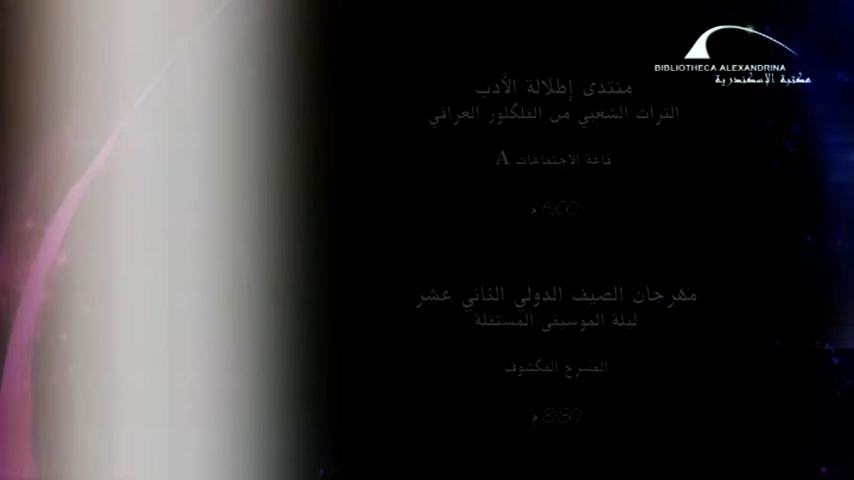 BIBLIOTHECA ALEXANDRINA
مكتبة الإسكندرية
منتدى إطلالة الأدب
التراث الشعبي من الفلكلور العراقي
قاعة الاجتماعات A
6:00 م
مهرجان الصيف الدولي الثاني عشر
ليلة الموسيقى المستقلة
المسرح المكشوف
8:30 م